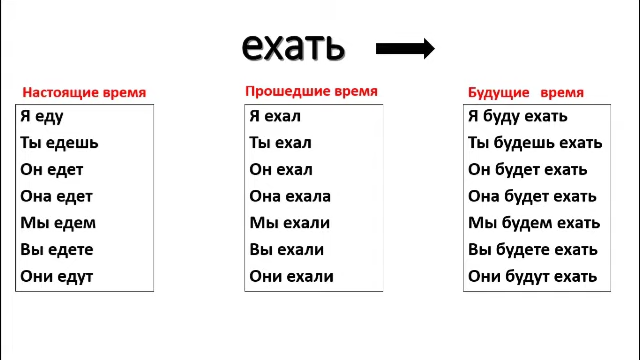 ехать
Настоящие время
Я еду
Ты едешь
Он едет
Она едет
Мы едем
Вы едете
Они едут
Прошедшие время
Я ехал
Ты ехал
Он ехал
Она ехала
Мы ехали
Вы ехали
Они ехали
Будущие время
Я буду ехать
Ты будешь ехать
Он будет ехать
Она будет ехать
Мы будем ехать
Вы будете ехать
Они будут ехать